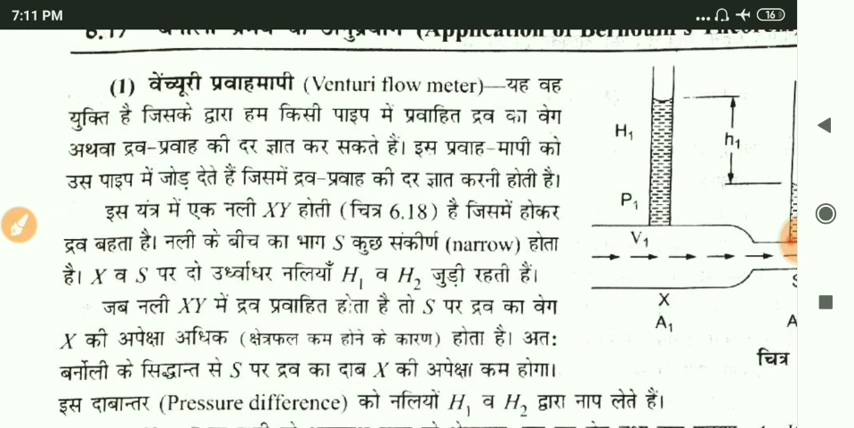 7:11 PM
16
(Application of Bernoulli's Theorem
(1) वेंच्यूरी प्रवाहमापी (Venturi flow meter)—यह वह
युक्ति है जिसके द्वारा हम किसी पाइप में प्रवाहित द्रव का वेग
अथवा द्रव-प्रवाह की दर ज्ञात कर सकते हैं। इस प्रवाह-मापी को
उस पाइप में जोड़ देते हैं जिसमें द्रव-प्रवाह की दर ज्ञात करनी होती है।
इस यंत्र में एक नली XY होती (चित्र 6.18) है जिसमें होकर
द्रव बहता है। नली के बीच का भाग S कुछ संकीर्ण (narrow) होता
है। X व S पर दो उर्ध्वाधर नलियाँ H₁ व H₂ जुड़ी रहती हैं।
जब नली XY में द्रव प्रवाहित होता है तो S पर द्रव का वेग
X की अपेक्षा अधिक (क्षेत्रफल कम होने के कारण) होता है। अत:
बर्नोली के सिद्धान्त से S पर द्रव का दाब X की अपेक्षा कम होगा।
इस दाबान्तर (Pressure difference) को नलियों H₁ व H₂ द्वारा नाप लेते हैं।
H₁
h₁
P₁
V₁
X
A₁
S
A
चित्र